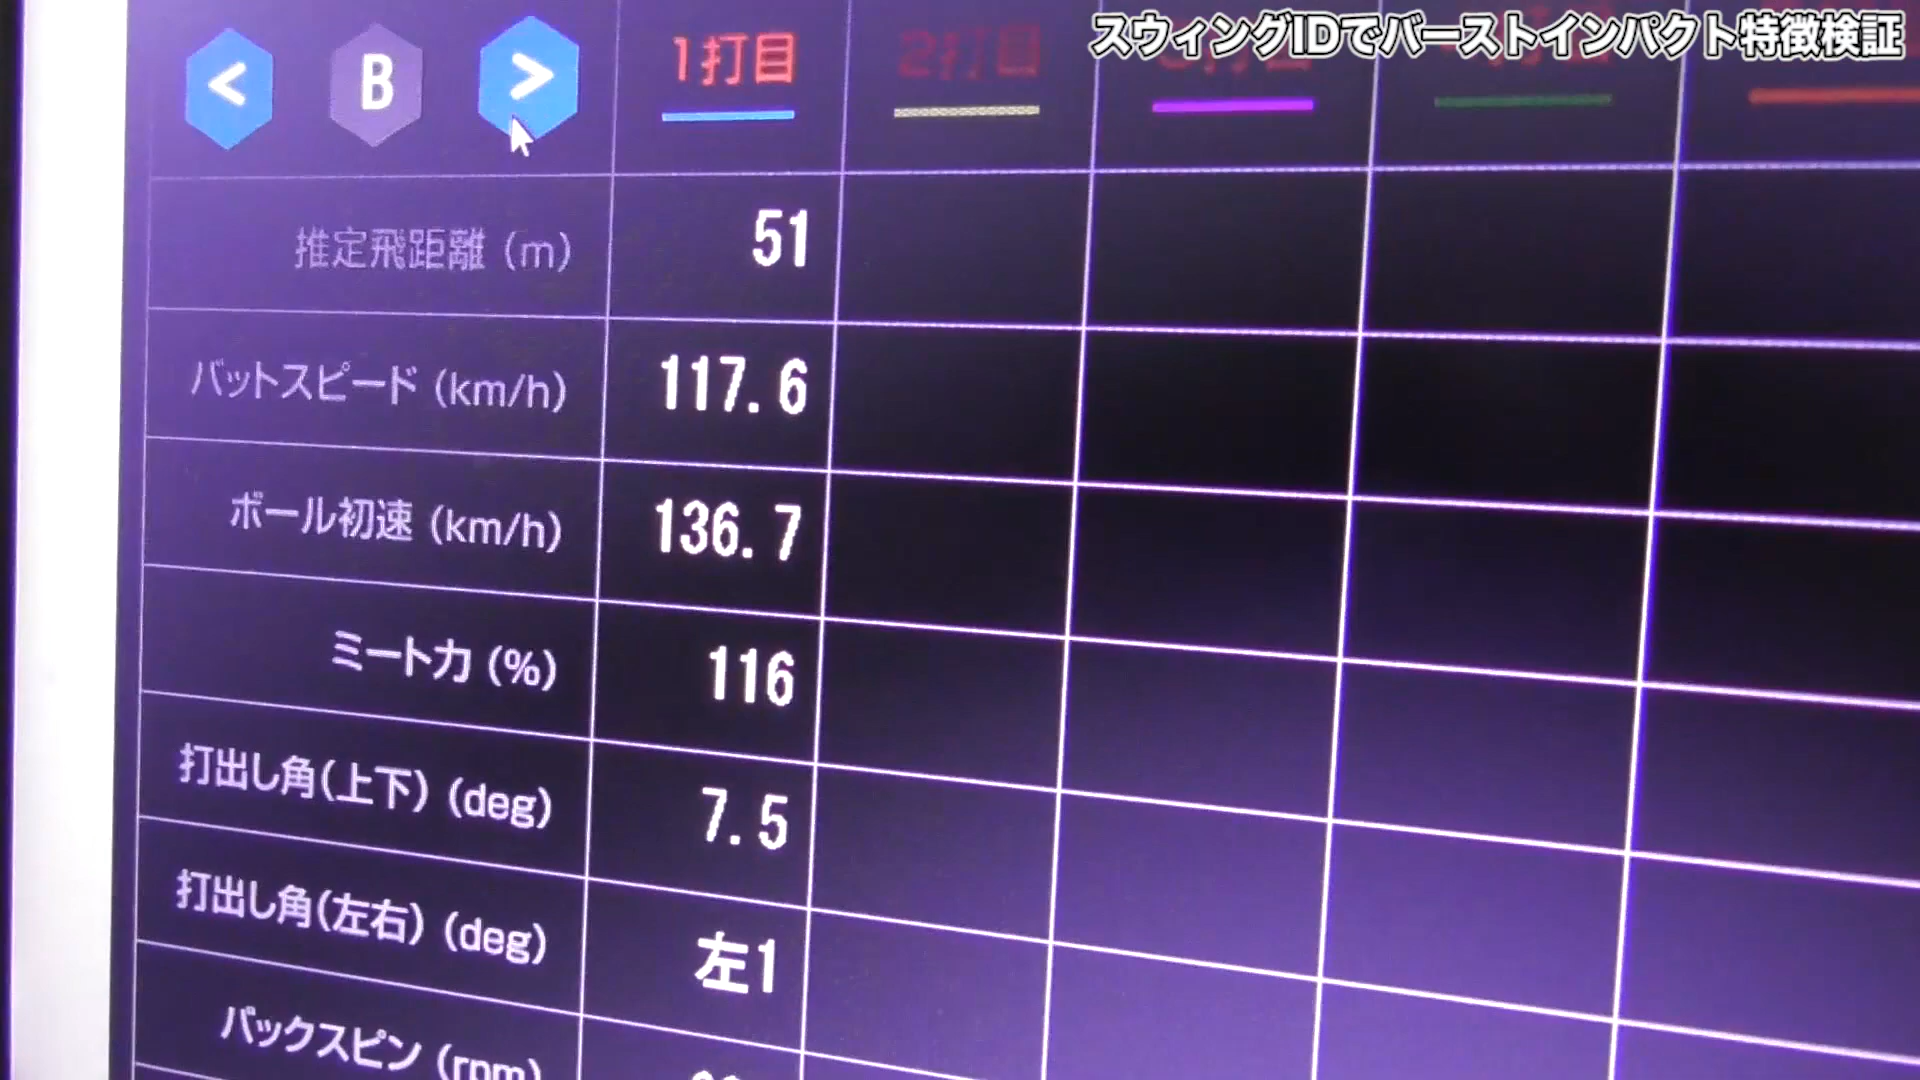 スウィングIDでバーストインパクト特徴検証
< B > 1打目 2打目
推定飛距離 (m) 51
バットスピード (km/h) 117.6
ボール初速 (km/h) 136.7
ミート力 (%) 116
打出し角(上下) (deg) 7.5
打出し角(左右) (deg) 左1
バックスピン (rpm)